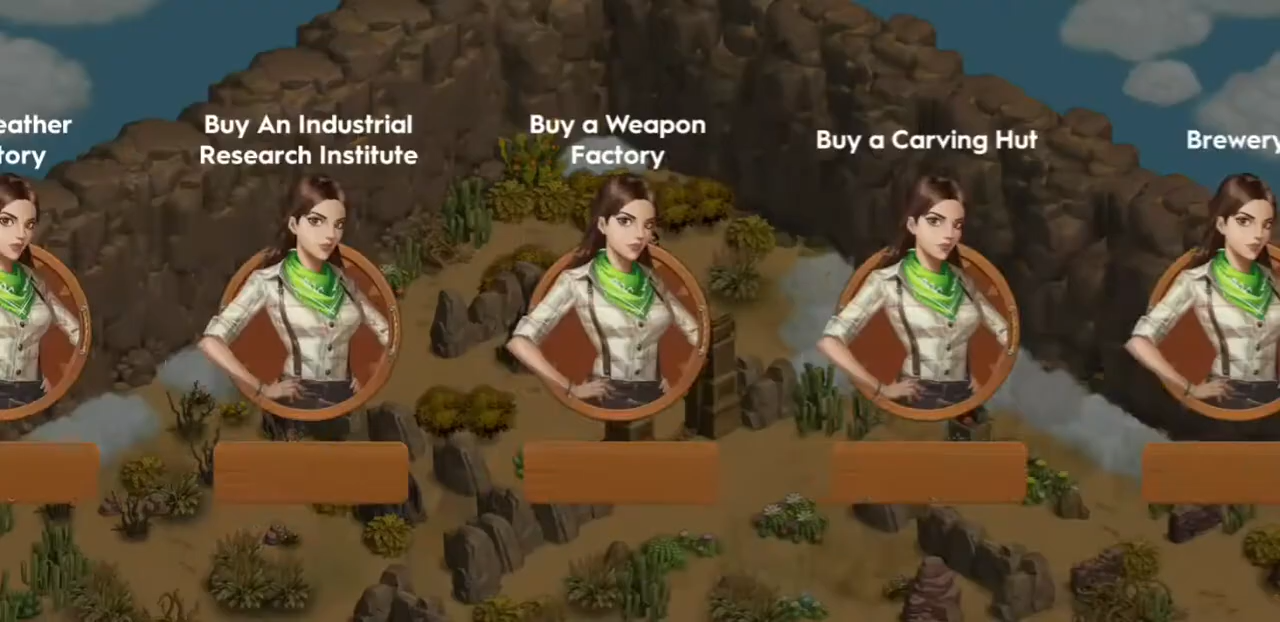 eather
tory
Buy An Industrial
Research Institute
Buy a Weapon
Factory
Buy a Carving Hut
Brewery